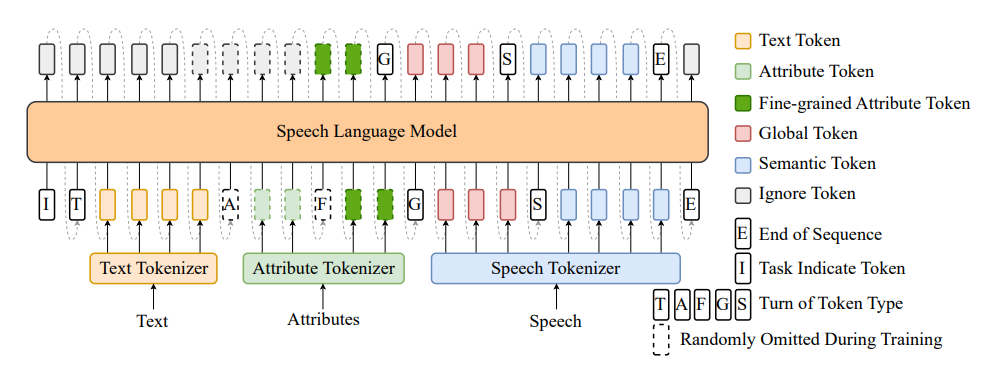 G S E
Speech Language Model
I T A F G S E
Text Tokenizer Attribute Tokenizer Speech Tokenizer
Text Attributes Speech
Text Token
Attribute Token
Fine-grained Attribute Token
Global Token
Semantic Token
Ignore Token
E End of Sequence
I Task Indicate Token
T A F G S Turn of Token Type
Randomly Omitted During Training